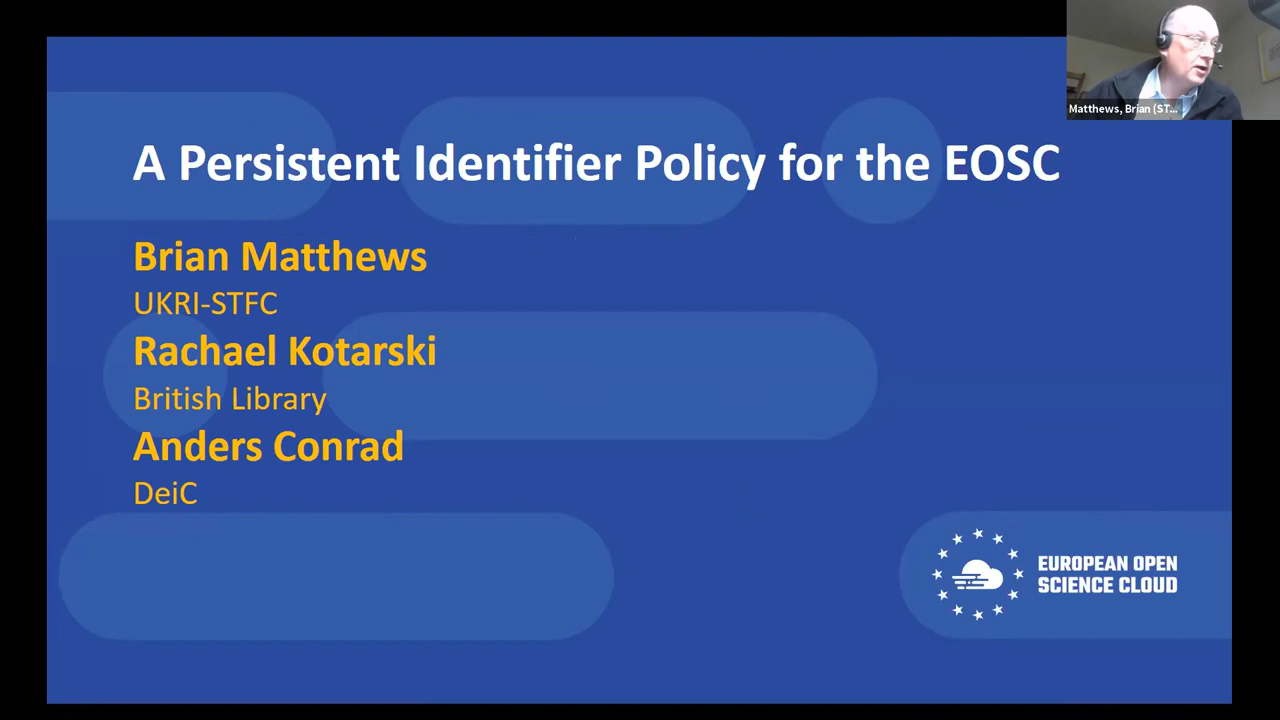 Matthews, Brian (ST...
A Persistent Identifier Policy for the EOSC
Brian Matthews
UKRI-STFC
Rachael Kotarski
British Library
Anders Conrad
DeiC
EUROPEAN OPEN
SCIENCE CLOUD